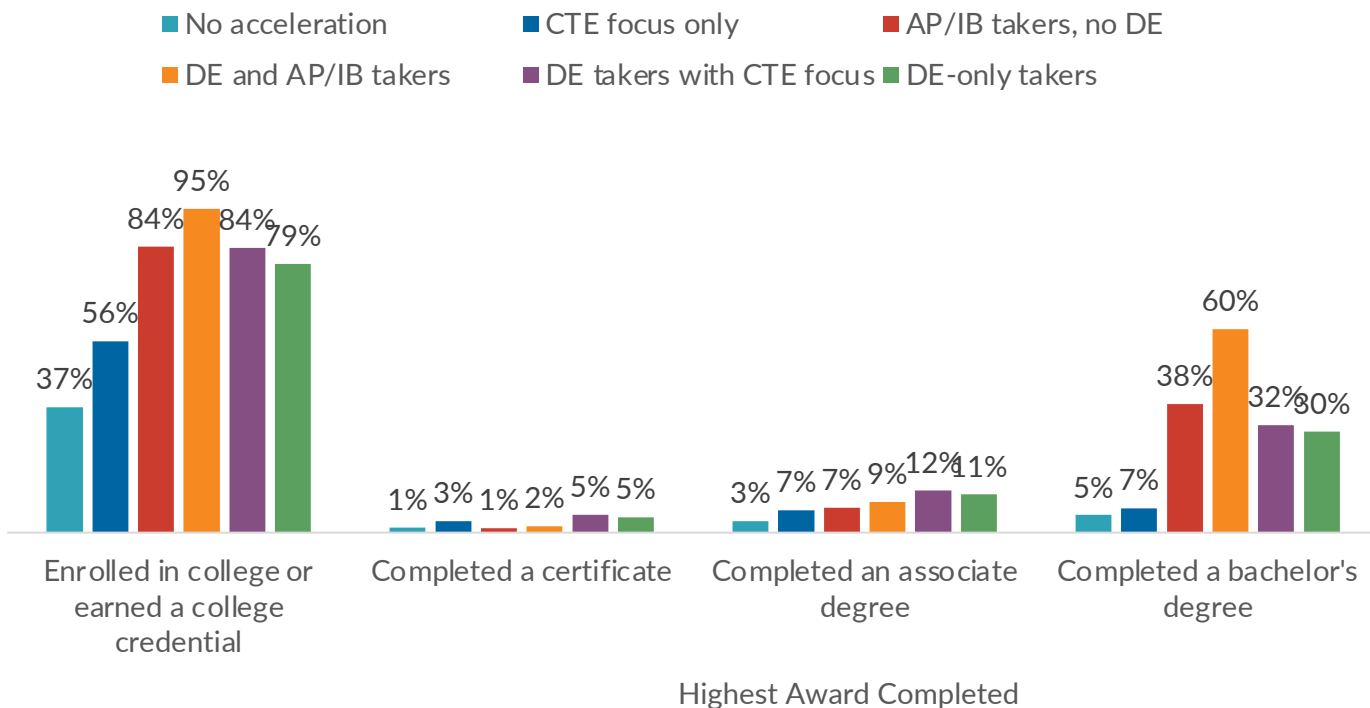 No acceleration CTE focus only AP/IB takers, no DE
DE and AP/IB takers DE takers with CTE focus DE-only takers
37% 56% 84% 95% 84% 79%
1% 3% 1% 2% 5% 5%
3% 7% 7% 9% 12% 11%
5% 7% 38% 60% 32% 30%
Enrolled in college or
earned a college
credential
Completed a certificate
Completed an associate
degree
Completed a bachelor's
degree
Highest Award Completed